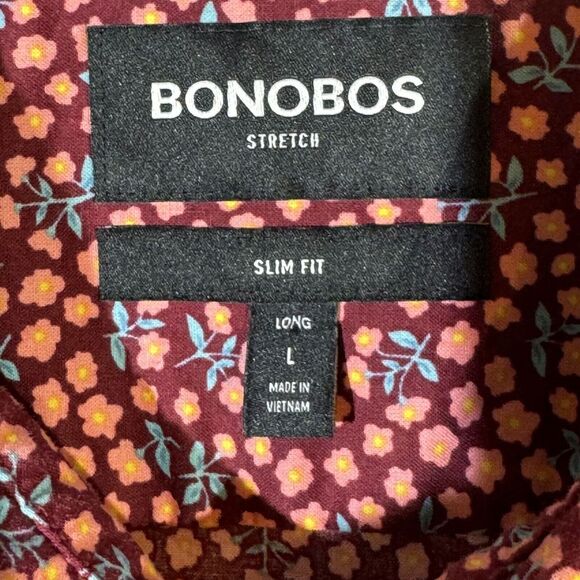 BONOBOS
STRETCH
SLIM FIT
LONG
L
MADE IN
VIETNAM